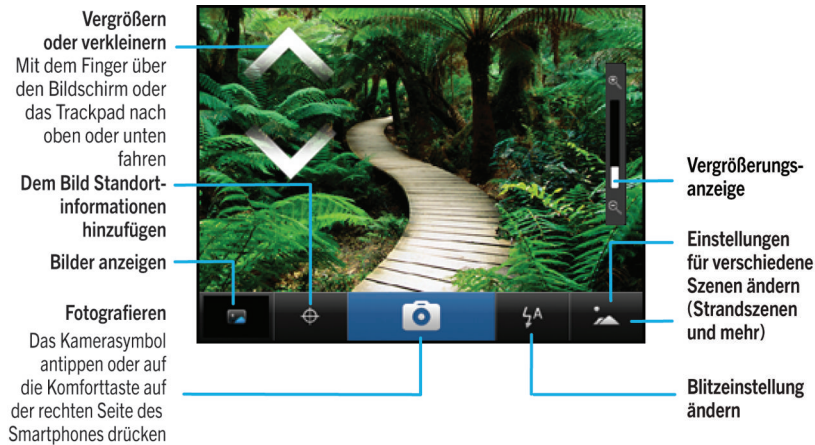 Vergrößern
oder verkleinern
Mit dem Finger über
den Bildschirm oder
das Trackpad nach
oben oder unten
fahren
Dem Bild Standort-
informationen
hinzufügen
Bilder anzeigen
Fotografieren
Das Kamerasymbol
antippen oder auf
die Komforttaste auf
der rechten Seite des
Smartphones drücken
A
Vergrößerungs-
anzeige
Einstellungen
für verschiedene
Szenen ändern
(Strandszenen
und mehr)
Blitzeinstellung
ändern